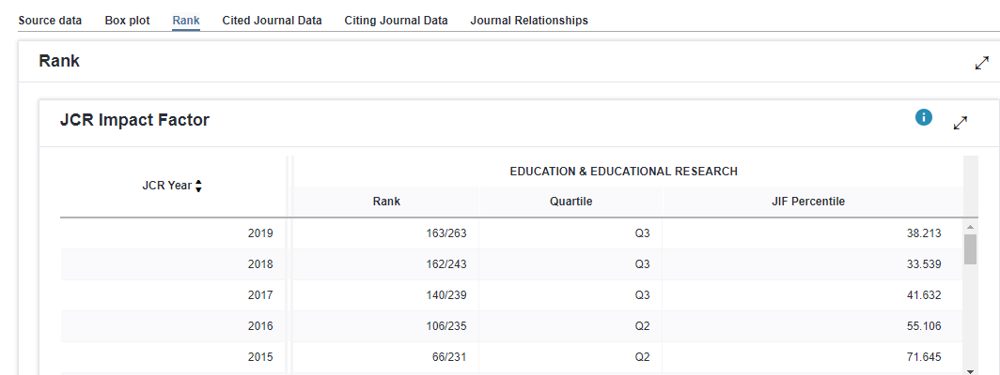 Source data Box plot Rank Cited Journal Data Citing Journal Data Journal Relationships
Rank
JCR Impact Factor
i
JCR Year EDUCATION & EDUCATIONAL RESEARCH
Rank Quartile JIF Percentile
2019 163/263 Q3 38.213
2018 162/243 Q3 33.539
2017 140/239 Q3 41.632
2016 106/235 Q2 55.106
2015 66/231 Q2 71.645